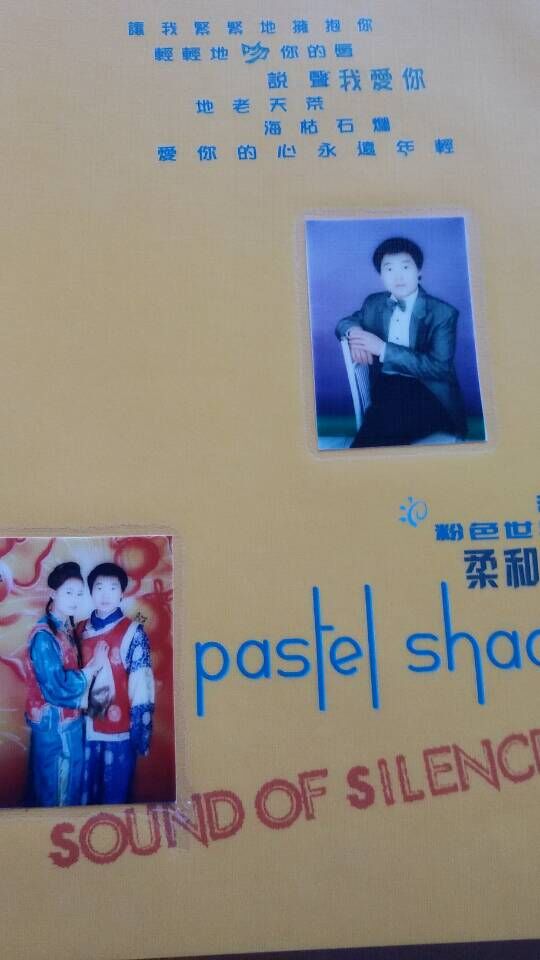 讓我緊緊地擁抱你
輕輕地吻你的唇
説聲我愛你
地老天荒
海枯石爛
愛你的心永遠年輕
粉色世
柔和
pastel shad
SOUND OF SILENCE